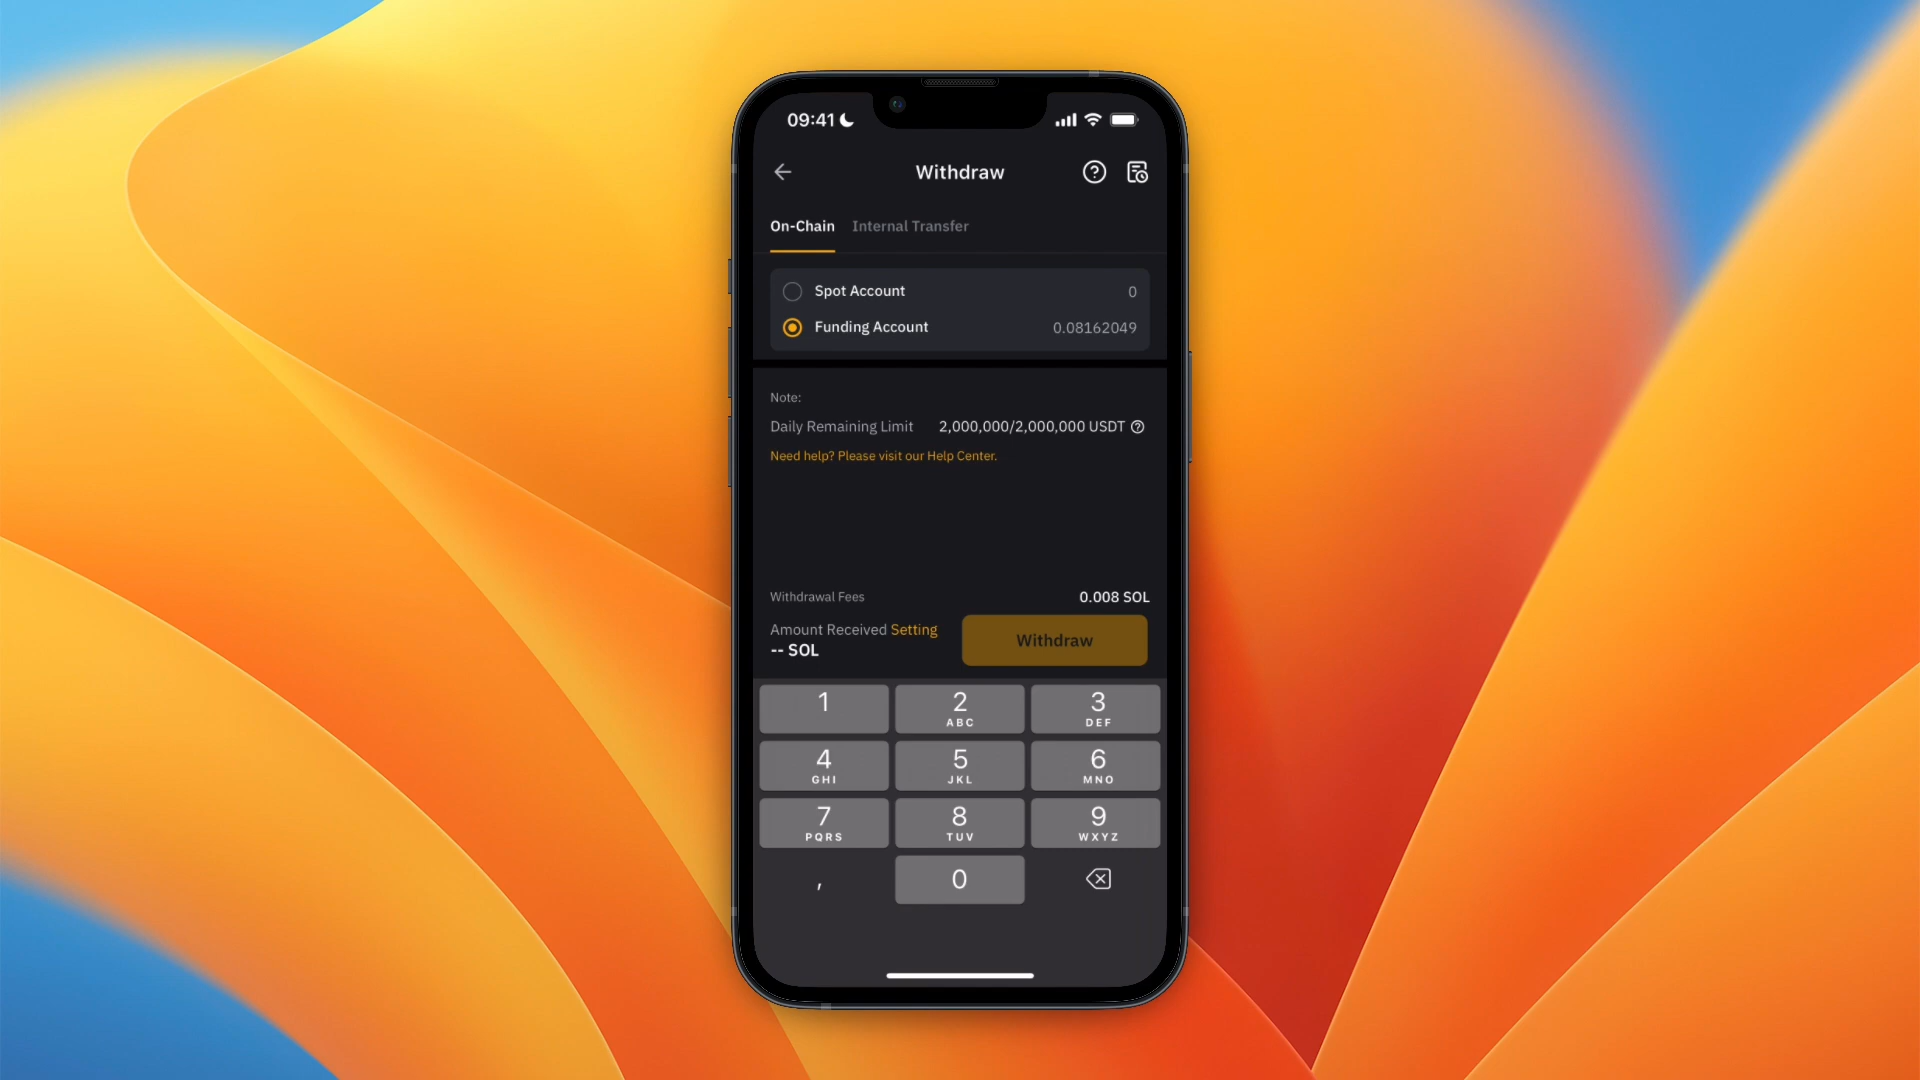 09:41
Withdraw
On-Chain Internal Transfer
Spot Account 0
Funding Account 0.08162049
Note:
Daily Remaining Limit 2,000,000/2,000,000 USDT
Need help? Please visit our Help Center.
Withdrawal Fees 0.008 SOL
Amount Received Setting
-- SOL
Withdraw
1 2 3
ABC DEF
4 5 6
GHI JKL MNO
7 8 9
PQRS TUV WXYZ
, 0